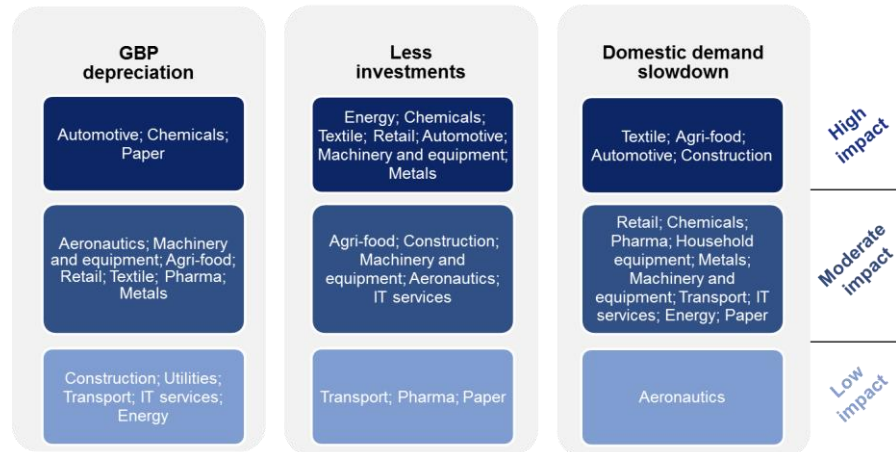 GBP
depreciation
Automotive; Chemicals;
Paper
Aeronautics; Machinery
and equipment; Agri-food;
Retail; Textile; Pharma;
Metals
Construction; Utilities;
Transport; IT services;
Energy
Less
investments
Energy; Chemicals;
Textile; Retail; Automotive;
Machinery and equipment;
Metals
Agri-food; Construction;
Machinery and
equipment; Aeronautics;
IT services
Transport; Pharma; Paper
Domestic demand
slowdown
Textile; Agri-food;
Automotive; Construction
Retail; Chemicals;
Pharma; Household
equipment; Metals;
Machinery and
equipment; Transport; IT
services; Energy; Paper
Aeronautics
High
impact
Moderate
impact
Low
impact